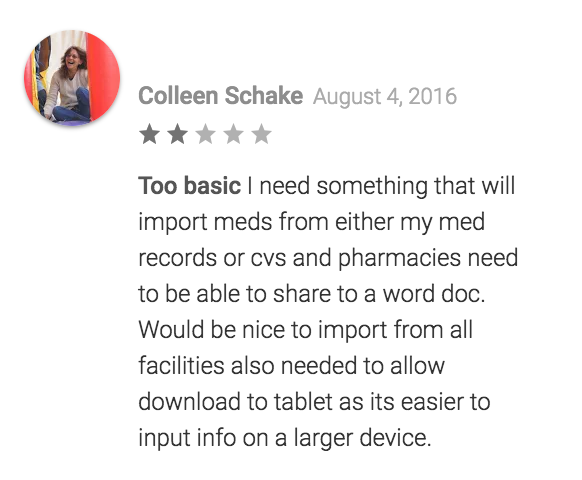 Colleen Schake August 4, 2016
Too basic I need something that will
import meds from either my med
records or cvs and pharmacies need
to be able to share to a word doc.
Would be nice to import from all
facilities also needed to allow
download to tablet as its easier to
input info on a larger device.